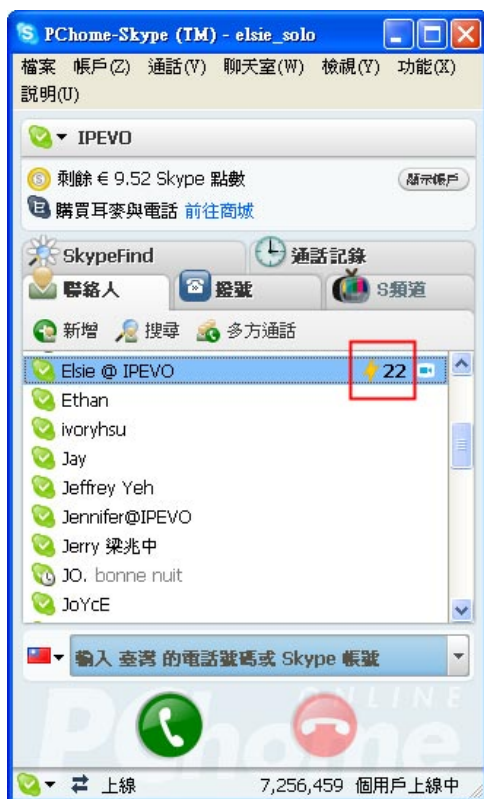 PChome-Skype (TM) - elsie_solo
檔案 帳戶(Z) 通話(V) 聊天室(W) 檢視(Y) 功能(X)
說明(U)
IPEVO
剩餘 € 9.52 Skype 點數 顯示帳戶
購買耳麥與電話 前往商城
SkypeFind 通話記錄
聯絡人 撥號 S頻道
新增 搜尋 多方通話
Elsie @ IPEVO 22
Ethan
ivoryhsu
Jay
Jeffrey Yeh
Jennifer@IPEVO
Jerry 梁兆中
JO. bonne nuit
JoYcE
輸入 臺灣 的電話號碼或 Skype 帳號
PChome
ONLINE
上線 7,256,459 個用戶上線中